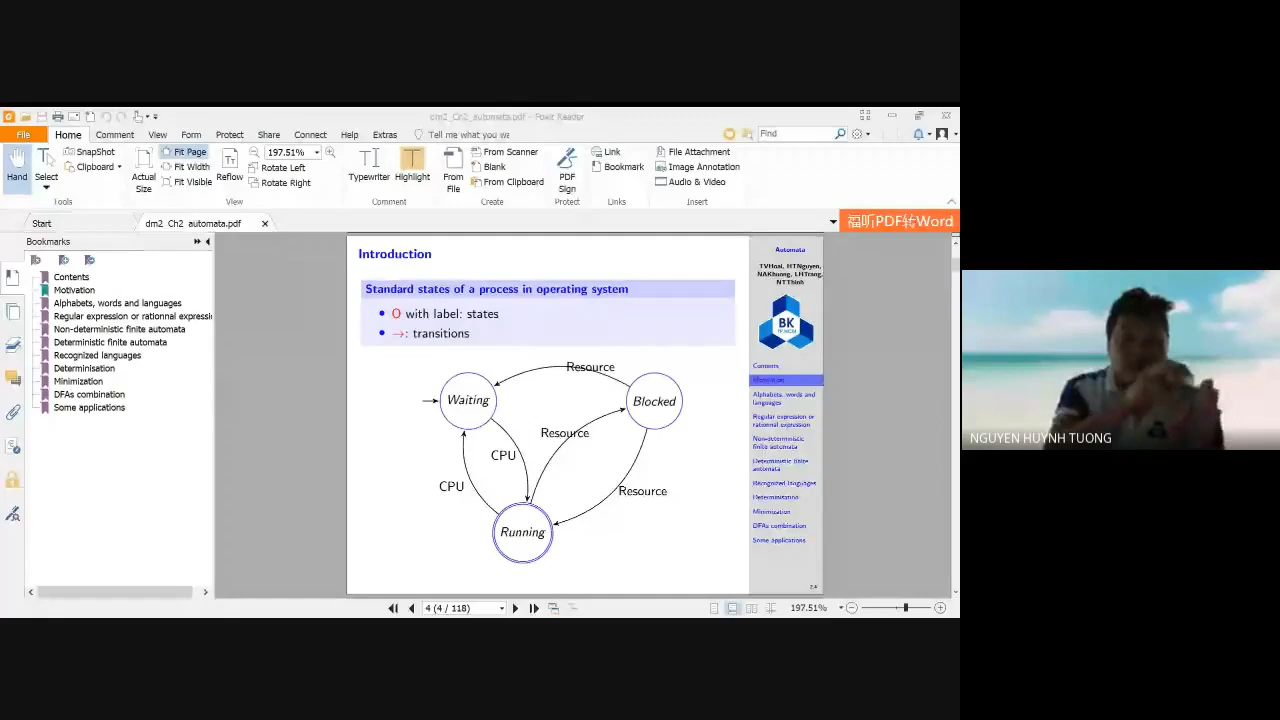 dm2_Ch2_automata.pdf - Foxit Reader
File Home Comment View Form Protect Share Connect Help Extras Tell me what you wa Find
Hand
Select
SnapShot
Clipboard
Tools
Actual Size
Fit Page
Fit Width
Fit Visible
Reflow
197.51%
Rotate Left
Rotate Right
View
Typewriter
Highlight
Comment
From File
From Scanner
Blank
From Clipboard
Create
PDF Sign
Protect
Link
Bookmark
Links
File Attachment
Image Annotation
Audio & Video
Insert
Start
dm2_Ch2_automata.pdf
福昕PDF转Word
Bookmarks
Contents
Motivation
Alphabets, words and languages
Regular expression or rationnal expressi
Non-deterministic finite automata
Deterministic finite automata
Recognized languages
Determinisation
Minimization
DFAs combination
Some applications
Introduction
Standard states of a process in operating system
O with label: states
→: transitions
Resource
Waiting
Blocked
Resource
CPU
CPU
Resource
Running
Automata
TVHoai, HTNguyen,
NAKhuong, LHTrang,
NTThinh
BK
TP.HCM
Contents
Motivation
Alphabets, words and
languages
Regular expression or
rationnal expression
Non-deterministic
finite automata
Deterministic finite
automata
Recognized languages
Determinisation
Minimization
DFAs combination
Some applications
2.4
4 (4 / 118)
197.51%
NGUYEN HUYNH TUONG